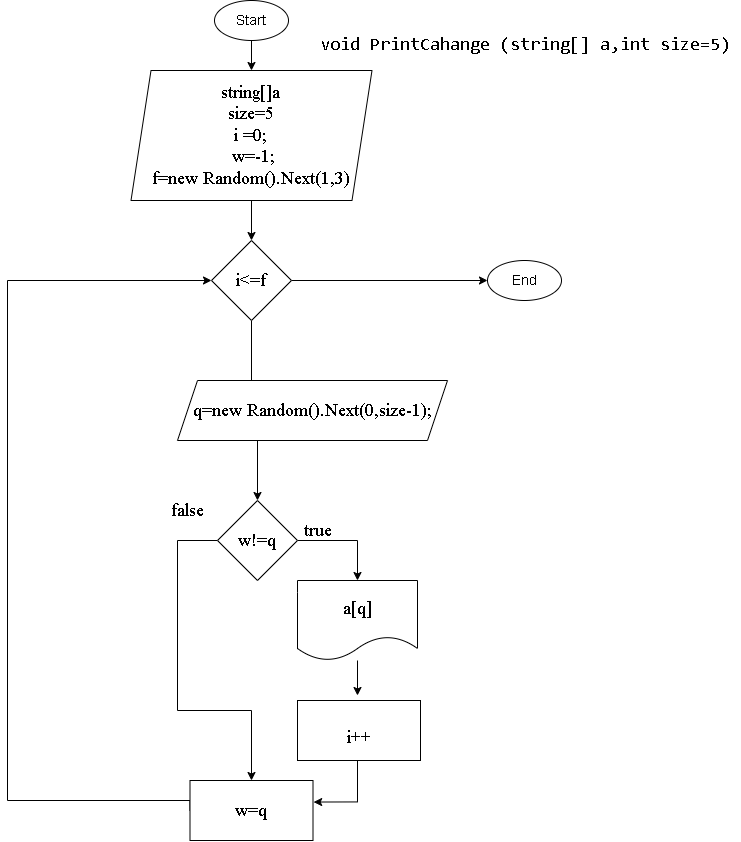 Start
void PrintCahange (string[] a,int size=5)
string[]a
size=5
i =0;
w=-1;
f=new Random().Next(1,3)
i<=f
End
q=new Random().Next(0,size-1);
false
true
w!=q
a[q]
i++
w=q